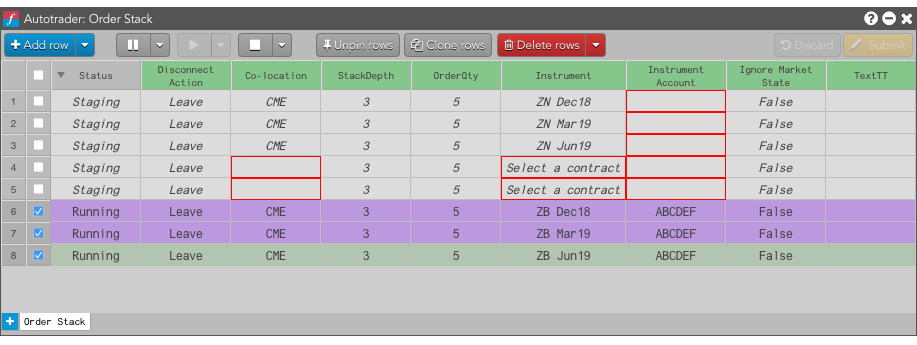 Autotrader: Order Stack
Add row Unpin rows Clone rows Delete rows Discard Submit
Status Disconnect Action Co-location StackDepth OrderQty Instrument Instrument Account Ignore Market State TextTT
1 Staging Leave CME 3 5 ZN Dec18 False
2 Staging Leave CME 3 5 ZN Mar19 False
3 Staging Leave CME 3 5 ZN Jun19 False
4 Staging Leave 3 5 Select a contract False
5 Staging Leave 3 5 Select a contract False
6 Running Leave CME 3 5 ZB Dec18 ABCDEF False
7 Running Leave CME 3 5 ZB Mar19 ABCDEF False
8 Running Leave CME 3 5 ZB Jun19 ABCDEF False
Order Stack